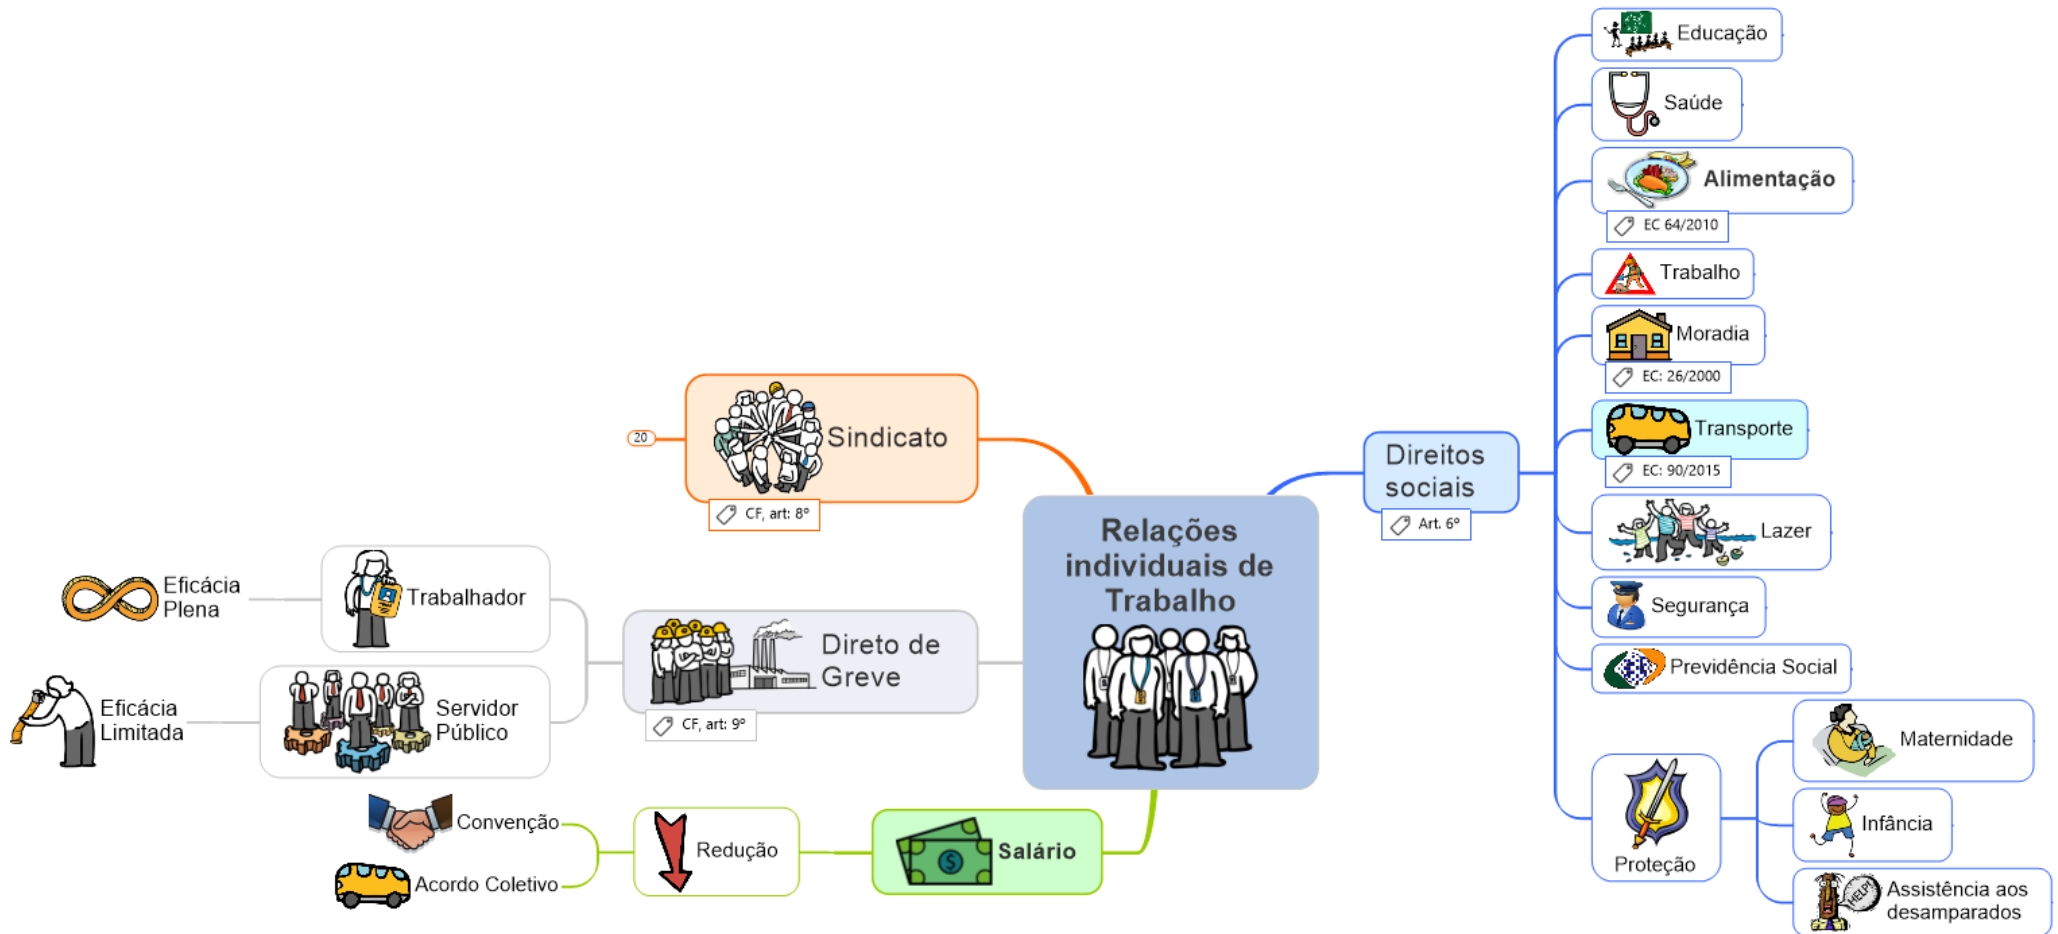 Relações
individuais de
Trabalho
Direitos
sociais
Art. 6º
Educação
Saúde
Alimentação
EC 64/2010
Trabalho
Moradia
EC: 26/2000
Transporte
EC: 90/2015
Lazer
Segurança
Previdência Social
Proteção
Maternidade
Infância
HELP!
Assistência aos
desamparados
Sindicato
20
CF, art: 8º
Direto de
Greve
CF, art: 9º
Trabalhador
Eficácia
Plena
Servidor
Público
Eficácia
Limitada
Salário
$
Redução
Convenção
Acordo Coletivo